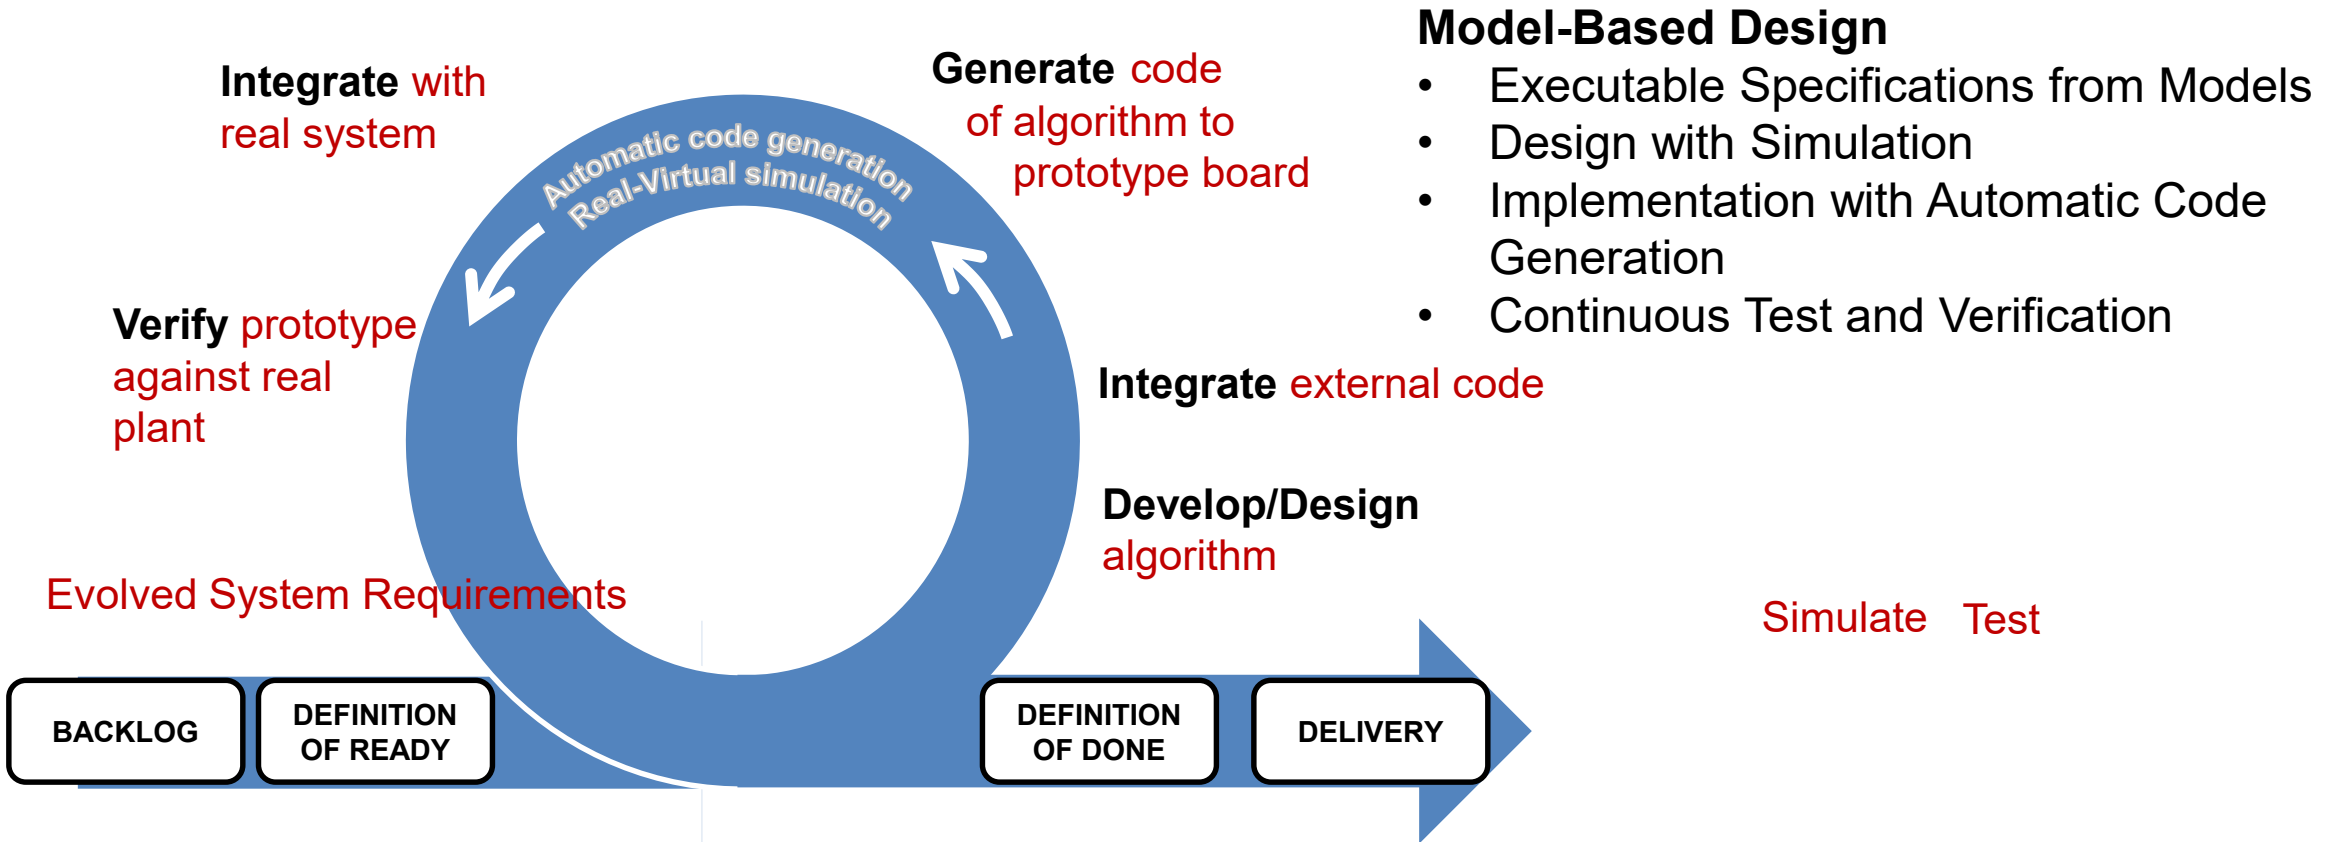 Model-Based Design
• Executable Specifications from Models
• Design with Simulation
• Implementation with Automatic Code
Generation
• Continuous Test and Verification
Integrate with
real system
Generate code
of algorithm to
prototype board
Automatic code generation
Real-Virtual simulation
Verify prototype
against real
plant
Integrate external code
Develop/Design
algorithm
Evolved System Requirements
Simulate Test
BACKLOG
DEFINITION
OF READY
DEFINITION
OF DONE
DELIVERY